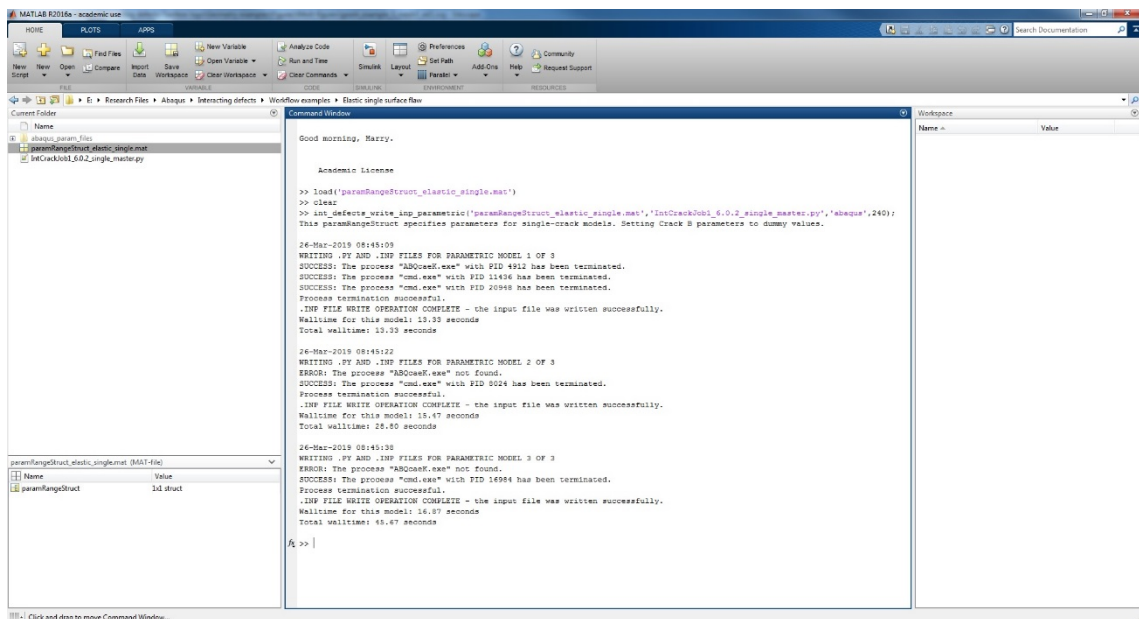 MATLAB R2016a - academic use
HOME PLOTS APPS
Search Documentation
New Script
New
Open
Find Files
Compare
Import Data
Save Workspace
New Variable
Open Variable
Clear Workspace
Analyze Code
Run and Time
Clear Commands
Simulink
Layout
Preferences
Set Path
Parallel
Add-Ons
Help
Community
Request Support
FILE VARIABLE CODE SIMULINK ENVIRONMENT RESOURCES
E: Research Files Abaqus Interacting defects Workflow examples Elastic single surface flaw
Current Folder
Name
abaqus_param_files
paramRangeStruct_elastic_single.mat
IntCrackJob1_6.0.2_single_master.py
paramRangeStruct_elastic_single.mat (MAT-file)
Name Value
paramRangeStruct 1x1 struct
Command Window
Good morning, Harry.
Academic License
>> load('paramRangeStruct_elastic_single.mat')
>> clear
>> int_defects_write_inp_parametric('paramRangeStruct_elastic_single.mat','IntCrackJob1_6.0.2_single_master.py','abaqus',240);
This paramRangeStruct specifies parameters for single-crack models. Setting Crack B parameters to dummy values.
26-Mar-2019 08:45:09
WRITING .PY AND .INP FILES FOR PARAMETRIC MODEL 1 OF 3
SUCCESS: The process "ABQcaeK.exe" with PID 4912 has been terminated.
SUCCESS: The process "cmd.exe" with PID 11436 has been terminated.
SUCCESS: The process "cmd.exe" with PID 20948 has been terminated.
Process termination successful.
.INP FILE WRITE OPERATION COMPLETE - the input file was written successfully.
Walltime for this model: 13.33 seconds
Total walltime: 13.33 seconds
26-Mar-2019 08:45:22
WRITING .PY AND .INP FILES FOR PARAMETRIC MODEL 2 OF 3
ERROR: The process "ABQcaeK.exe" not found.
SUCCESS: The process "cmd.exe" with PID 8024 has been terminated.
Process termination successful.
.INP FILE WRITE OPERATION COMPLETE - the input file was written successfully.
Walltime for this model: 15.47 seconds
Total walltime: 28.80 seconds
26-Mar-2019 08:45:38
WRITING .PY AND .INP FILES FOR PARAMETRIC MODEL 3 OF 3
ERROR: The process "ABQcaeK.exe" not found.
SUCCESS: The process "cmd.exe" with PID 16984 has been terminated.
Process termination successful.
.INP FILE WRITE OPERATION COMPLETE - the input file was written successfully.
Walltime for this model: 16.87 seconds
Total walltime: 45.67 seconds
fx >>
Workspace
Name Value
Click and drag to move Command Window...